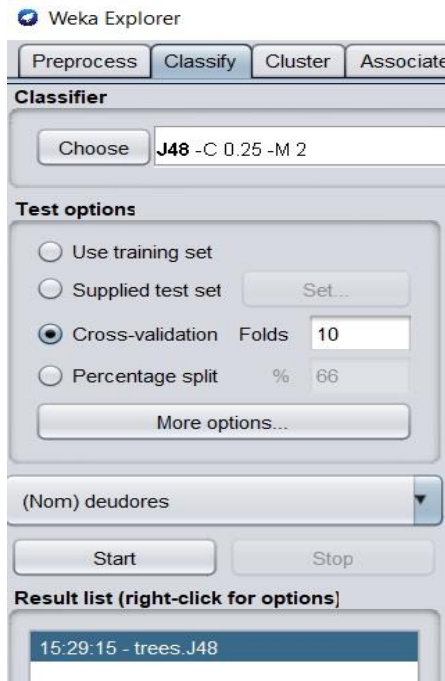 Weka Explorer
Preprocess Classify Cluster Associate
Classifier
Choose J48 -C 0.25 -M 2
Test options
Use training set
Supplied test set Set...
Cross-validation Folds 10
Percentage split % 66
More options...
(Nom) deudores
Start Stop
Result list (right-click for options)
15:29:15 - trees.J48